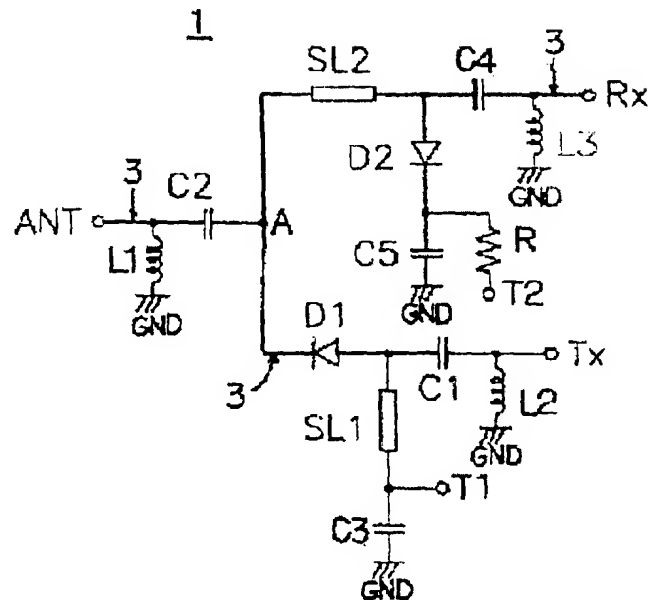 1
SL2
C4
3
Rx
D2
L3
GND
3
C2
ANT
A
L1
GND
C5
R
GND
T2
D1
3
C1
Tx
L2
GND
SL1
T1
C3
GND